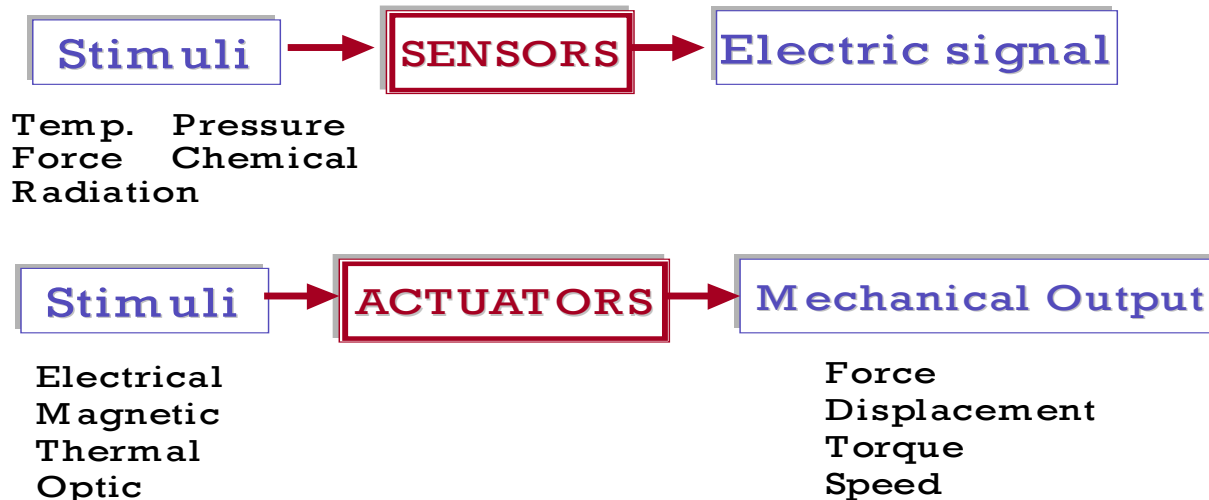 Stimuli SENSORS Electric signal
Temp. Pressure
Force Chemical
Radiation
Stimuli ACTUATORS Mechanical Output
Electrical
Magnetic
Thermal
Optic
Force
Displacement
Torque
Speed